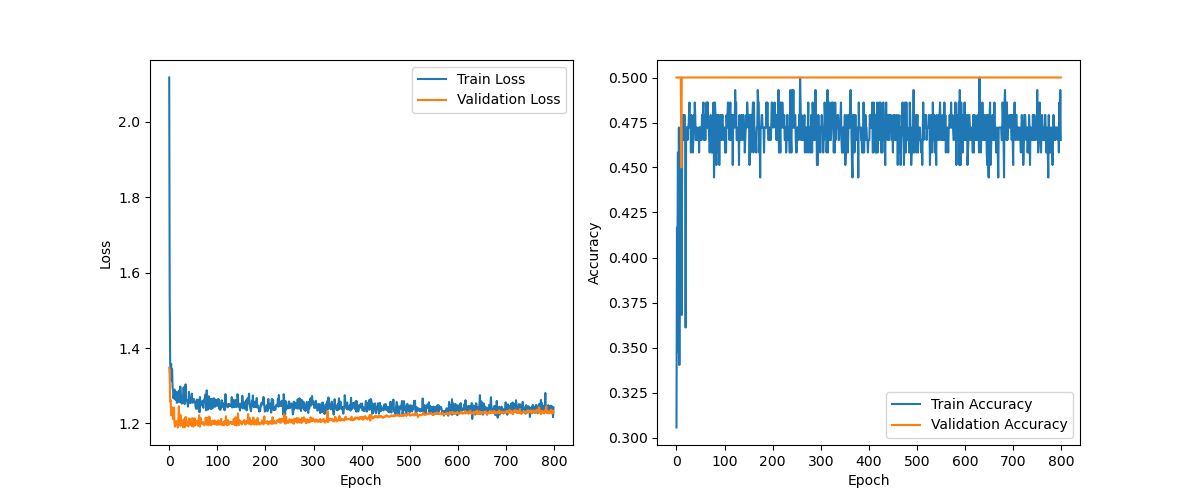 Train Loss
Validation Loss
2.0
1.8
1.6
1.4
1.2
Loss
0 100 200 300 400 500 600 700 800
Epoch
0.500
0.475
0.450
0.425
0.400
0.375
0.350
0.325
0.300
Accuracy
Train Accuracy
Validation Accuracy
0 100 200 300 400 500 600 700 800
Epoch